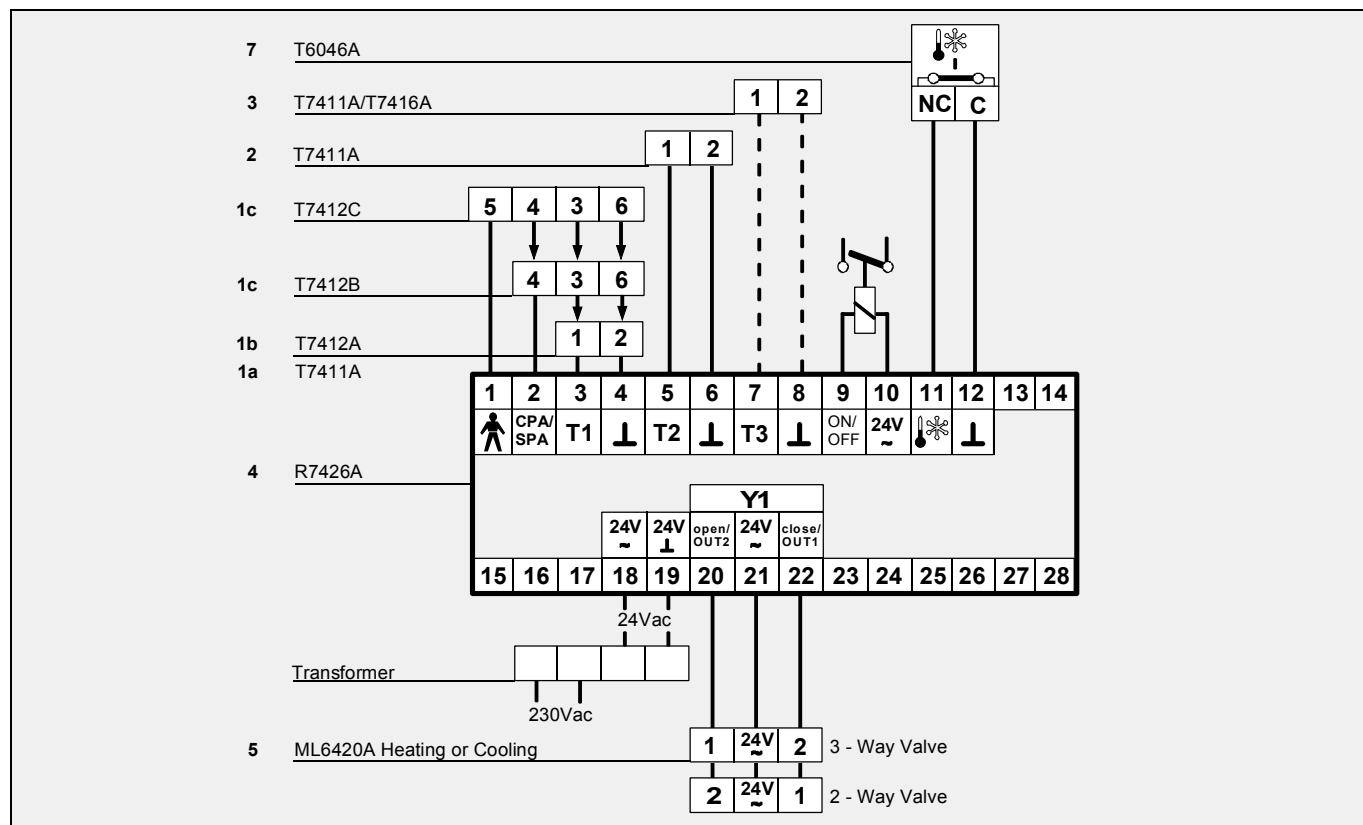 7 T6046A
3 T7411A/T7416A 1 2 NC C
2 T7411A 1 2
1c T7412C 5 4 3 6
1c T7412B 4 3 6
1b T7412A 1 2
1a T7411A
1 2 3 4 5 6 7 8 9 10 11 12 13 14
CPA/ SPA T1 T2 T3 ON/ OFF 24V ~
4 R7426A
Y1
24V ~ 24V open/ OUT2 24V ~ close/ OUT1
15 16 17 18 19 20 21 22 23 24 25 26 27 28
24Vac
Transformer
230Vac
5 ML6420A Heating or Cooling 1 24V ~ 2 3 - Way Valve
2 24V ~ 1 2 - Way Valve